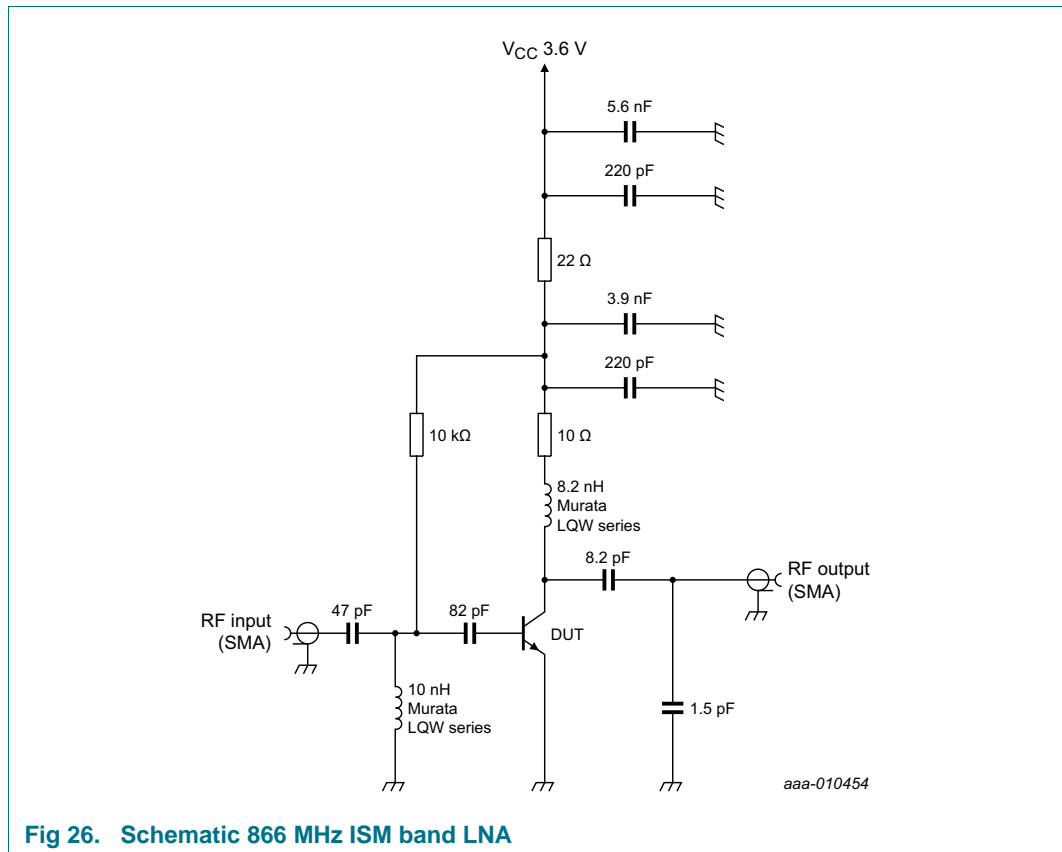 VCC 3.6 V
5.6 nF
220 pF
22 Ω
3.9 nF
220 pF
10 kΩ
10 Ω
8.2 nH
Murata
LQW series
8.2 pF
RF output
(SMA)
RF input
(SMA)
47 pF
82 pF
DUT
10 nH
Murata
LQW series
1.5 pF
aaa-010454
Fig 26. Schematic 866 MHz ISM band LNA